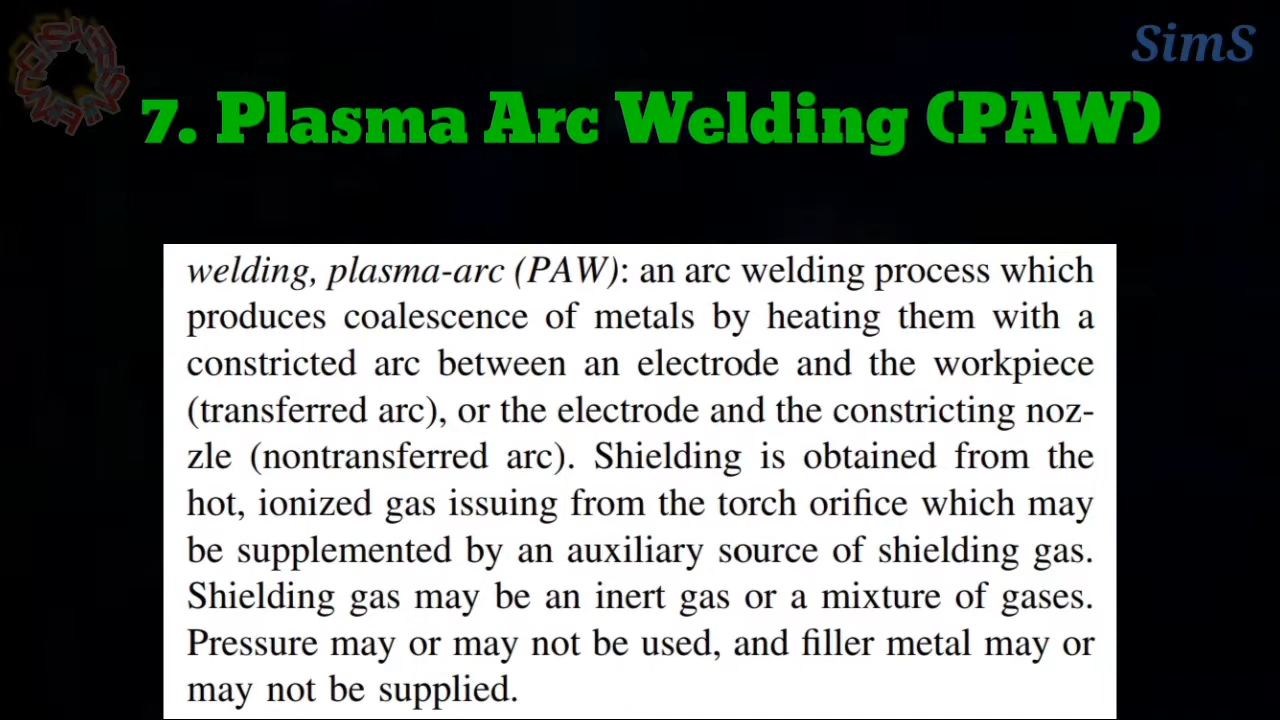 SimS
7. Plasma Arc Welding (PAW)
welding, plasma-arc (PAW): an arc welding process which
produces coalescence of metals by heating them with a
constricted arc between an electrode and the workpiece
(transferred arc), or the electrode and the constricting noz-
zle (nontransferred arc). Shielding is obtained from the
hot, ionized gas issuing from the torch orifice which may
be supplemented by an auxiliary source of shielding gas.
Shielding gas may be an inert gas or a mixture of gases.
Pressure may or may not be used, and filler metal may or
may not be supplied.